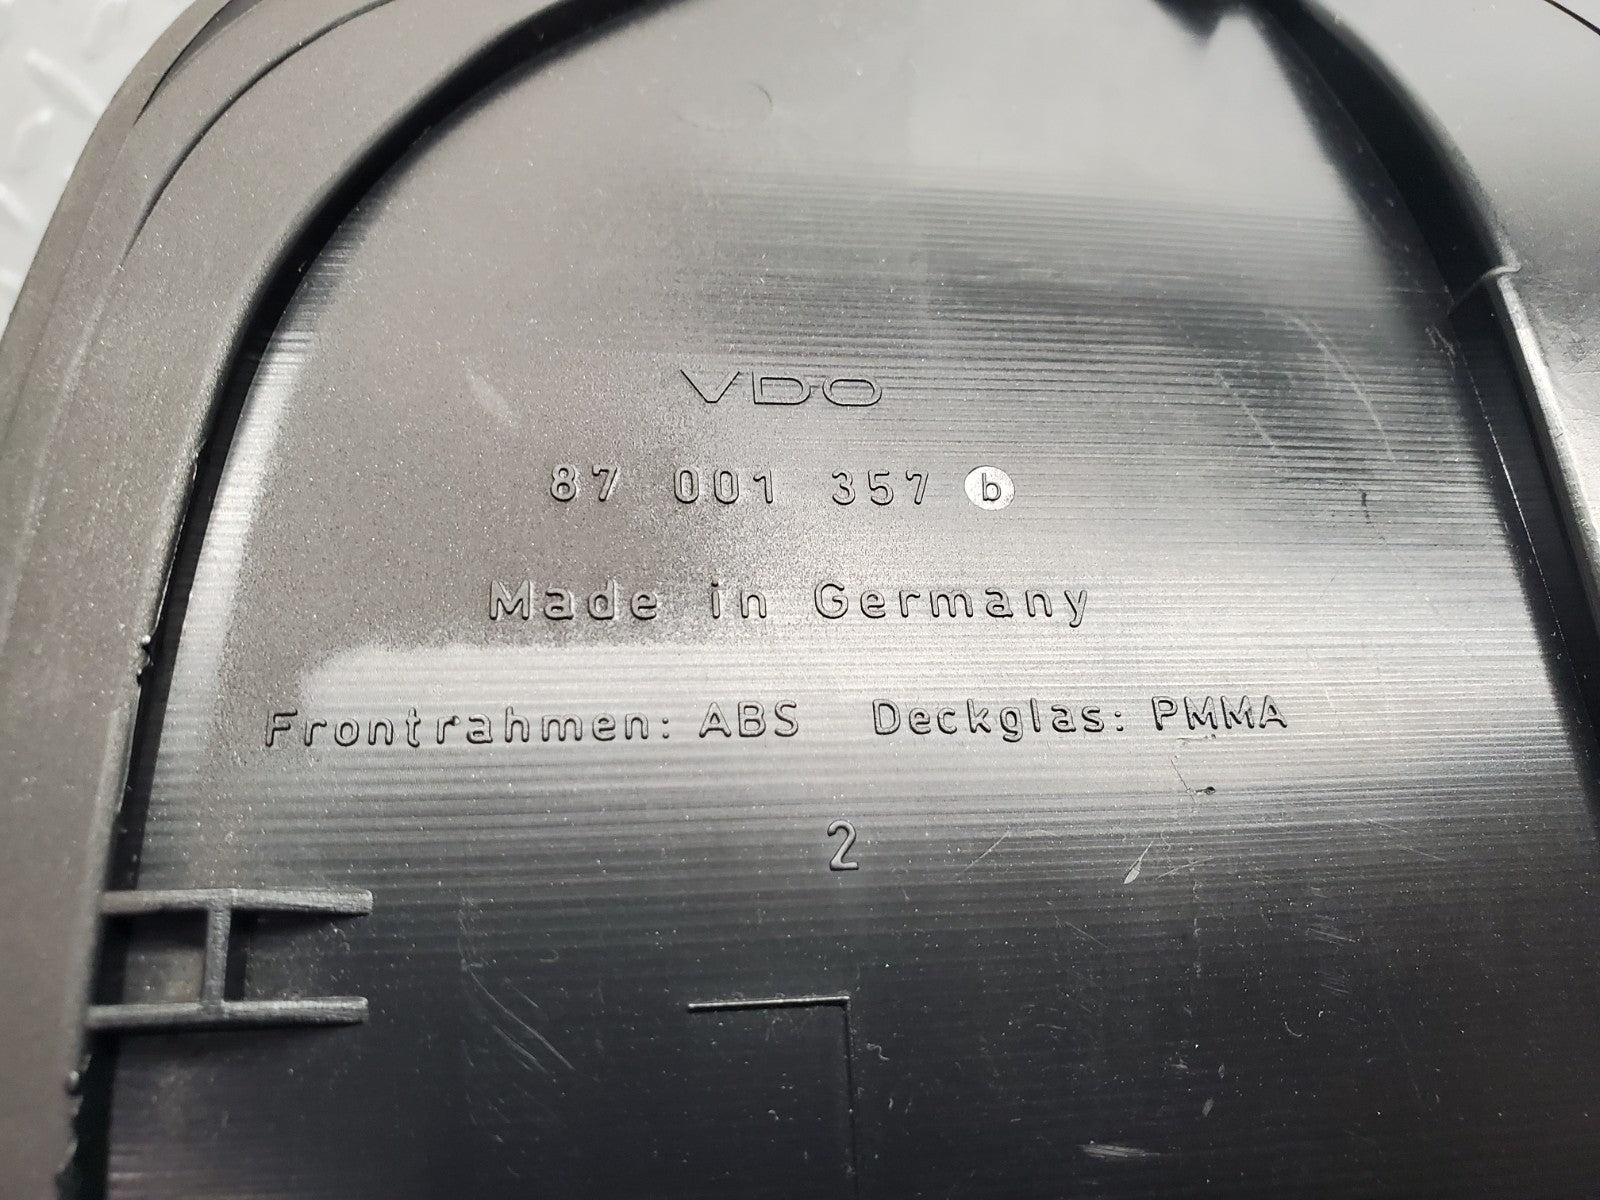 VDO
87 001 357 b
Made in Germany
Frontrahmen: ABS Deckglas: PMMA
2